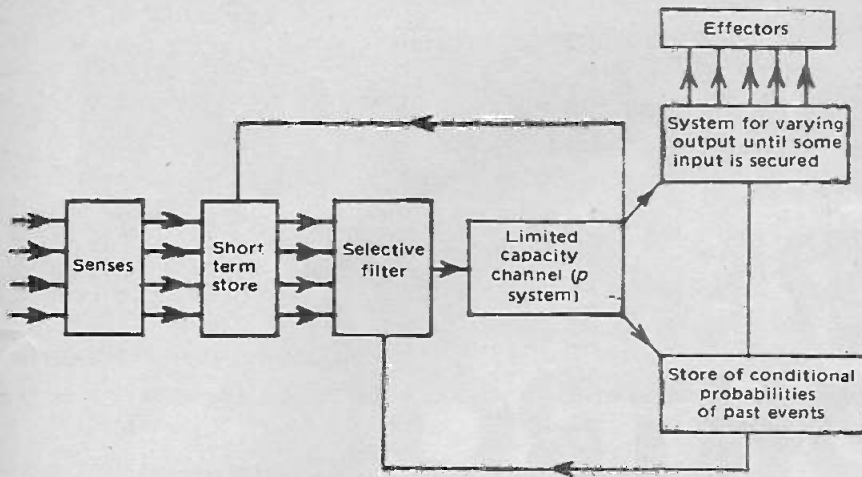 Effectors
System for varying
output until some
input is secured
Senses
Short
term
store
Selective
filter
Limited
capacity
channel (p
system)
Store of conditional
probabilities
of past events